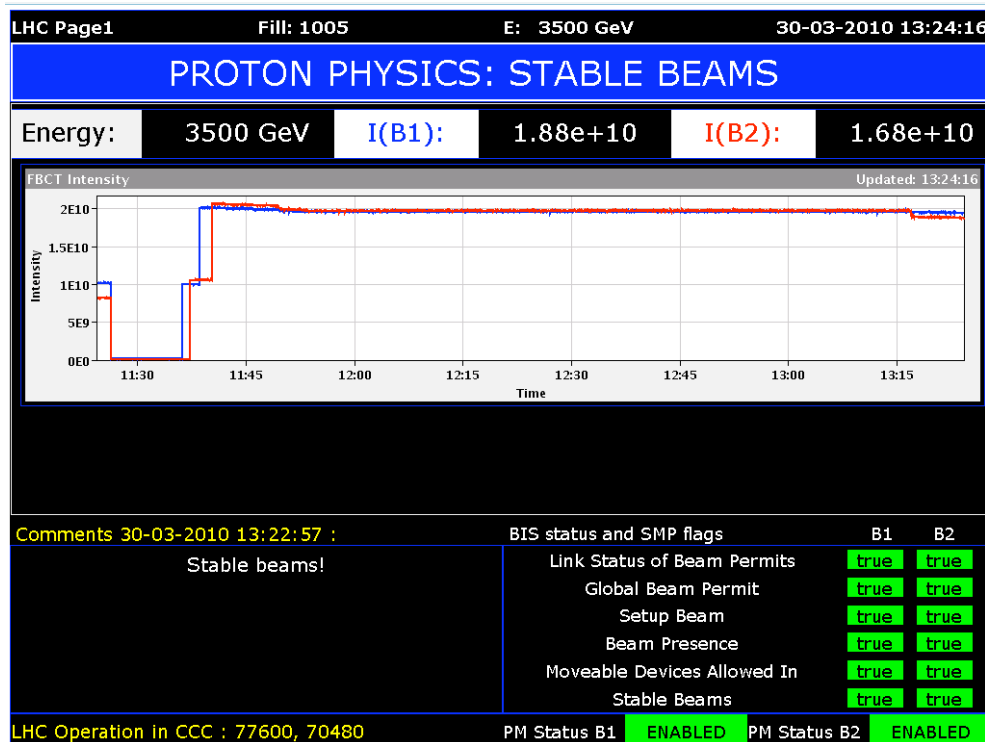 LHC Page1 Fill: 1005 E: 3500 GeV 30-03-2010 13:24:16
PROTON PHYSICS: STABLE BEAMS
Energy: 3500 GeV I(B1): 1.88e+10 I(B2): 1.68e+10
FBCT Intensity Updated: 13:24:16
2E10
1.5E10
1E10
5E9
0E0
Intensity
11:30 11:45 12:00 12:15 12:30 12:45 13:00 13:15
Time
Comments 30-03-2010 13:22:57 :
Stable beams!
BIS status and SMP flags B1 B2
Link Status of Beam Permits true true
Global Beam Permit true true
Setup Beam true true
Beam Presence true true
Moveable Devices Allowed In true true
Stable Beams true true
LHC Operation in CCC : 77600, 70480 PM Status B1 ENABLED PM Status B2 ENABLED